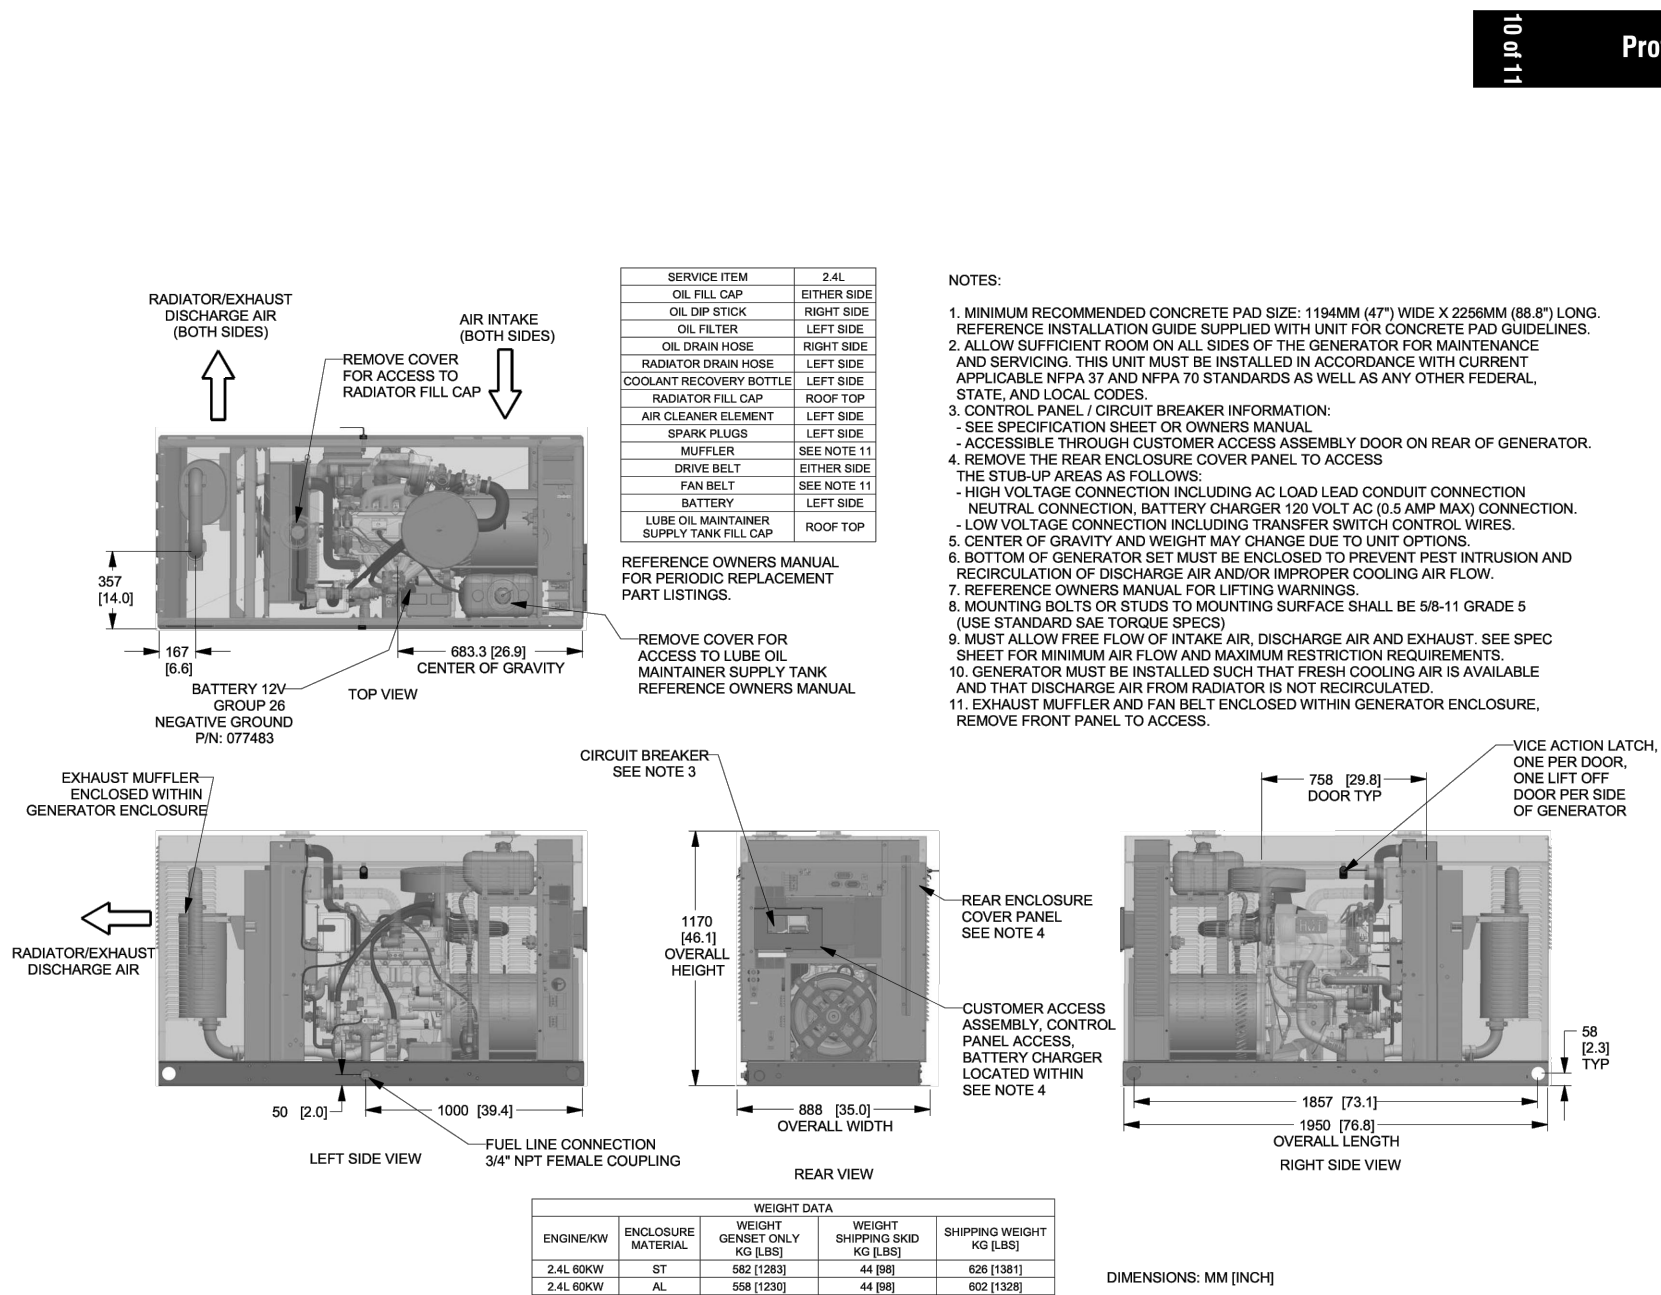 10 of 11
Pro
RADIATOR/EXHAUST
DISCHARGE AIR
(BOTH SIDES)
AIR INTAKE
(BOTH SIDES)
REMOVE COVER
FOR ACCESS TO
RADIATOR FILL CAP
357
[14.0]
167
[6.6]
683.3 [26.9]
CENTER OF GRAVITY
BATTERY 12V
GROUP 26
NEGATIVE GROUND
P/N: 077483
TOP VIEW
SERVICE ITEM 2.4L
OIL FILL CAP EITHER SIDE
OIL DIP STICK RIGHT SIDE
OIL FILTER LEFT SIDE
OIL DRAIN HOSE RIGHT SIDE
RADIATOR DRAIN HOSE LEFT SIDE
COOLANT RECOVERY BOTTLE LEFT SIDE
RADIATOR FILL CAP ROOF TOP
AIR CLEANER ELEMENT LEFT SIDE
SPARK PLUGS LEFT SIDE
MUFFLER SEE NOTE 11
DRIVE BELT EITHER SIDE
FAN BELT SEE NOTE 11
BATTERY LEFT SIDE
LUBE OIL MAINTAINER
SUPPLY TANK FILL CAP ROOF TOP
REFERENCE OWNERS MANUAL
FOR PERIODIC REPLACEMENT
PART LISTINGS.
REMOVE COVER FOR
ACCESS TO LUBE OIL
MAINTAINER SUPPLY TANK
REFERENCE OWNERS MANUAL
NOTES:
1. MINIMUM RECOMMENDED CONCRETE PAD SIZE: 1194MM (47") WIDE X 2256MM (88.8") LONG.
REFERENCE INSTALLATION GUIDE SUPPLIED WITH UNIT FOR CONCRETE PAD GUIDELINES.
2. ALLOW SUFFICIENT ROOM ON ALL SIDES OF THE GENERATOR FOR MAINTENANCE
AND SERVICING. THIS UNIT MUST BE INSTALLED IN ACCORDANCE WITH CURRENT
APPLICABLE NFPA 37 AND NFPA 70 STANDARDS AS WELL AS ANY OTHER FEDERAL,
STATE, AND LOCAL CODES.
3. CONTROL PANEL / CIRCUIT BREAKER INFORMATION:
- SEE SPECIFICATION SHEET OR OWNERS MANUAL
- ACCESSIBLE THROUGH CUSTOMER ACCESS ASSEMBLY DOOR ON REAR OF GENERATOR.
4. REMOVE THE REAR ENCLOSURE COVER PANEL TO ACCESS
THE STUB-UP AREAS AS FOLLOWS:
- HIGH VOLTAGE CONNECTION INCLUDING AC LOAD LEAD CONDUIT CONNECTION
NEUTRAL CONNECTION, BATTERY CHARGER 120 VOLT AC (0.5 AMP MAX) CONNECTION.
- LOW VOLTAGE CONNECTION INCLUDING TRANSFER SWITCH CONTROL WIRES.
5. CENTER OF GRAVITY AND WEIGHT MAY CHANGE DUE TO UNIT OPTIONS.
6. BOTTOM OF GENERATOR SET MUST BE ENCLOSED TO PREVENT PEST INTRUSION AND
RECIRCULATION OF DISCHARGE AIR AND/OR IMPROPER COOLING AIR FLOW.
7. REFERENCE OWNERS MANUAL FOR LIFTING WARNINGS.
8. MOUNTING BOLTS OR STUDS TO MOUNTING SURFACE SHALL BE 5/8-11 GRADE 5
(USE STANDARD SAE TORQUE SPECS)
9. MUST ALLOW FREE FLOW OF INTAKE AIR, DISCHARGE AIR AND EXHAUST. SEE SPEC
SHEET FOR MINIMUM AIR FLOW AND MAXIMUM RESTRICTION REQUIREMENTS.
10. GENERATOR MUST BE INSTALLED SUCH THAT FRESH COOLING AIR IS AVAILABLE
AND THAT DISCHARGE AIR FROM RADIATOR IS NOT RECIRCULATED.
11. EXHAUST MUFFLER AND FAN BELT ENCLOSED WITHIN GENERATOR ENCLOSURE,
REMOVE FRONT PANEL TO ACCESS.
EXHAUST MUFFLER
ENCLOSED WITHIN
GENERATOR ENCLOSURE
RADIATOR/EXHAUST
DISCHARGE AIR
50 [2.0]
1000 [39.4]
FUEL LINE CONNECTION
3/4" NPT FEMALE COUPLING
LEFT SIDE VIEW
CIRCUIT BREAKER
SEE NOTE 3
1170
[46.1]
OVERALL
HEIGHT
REAR ENCLOSURE
COVER PANEL
SEE NOTE 4
CUSTOMER ACCESS
ASSEMBLY, CONTROL
PANEL ACCESS,
BATTERY CHARGER
LOCATED WITHIN
SEE NOTE 4
888 [35.0]
OVERALL WIDTH
REAR VIEW
758 [29.8]
DOOR TYP
VICE ACTION LATCH,
ONE PER DOOR,
ONE LIFT OFF
DOOR PER SIDE
OF GENERATOR
58
[2.3]
TYP
1857 [73.1]
1950 [76.8]
OVERALL LENGTH
RIGHT SIDE VIEW
WEIGHT DATA
ENGINE/KW ENCLOSURE MATERIAL WEIGHT GENSET ONLY KG [LBS] WEIGHT SHIPPING SKID KG [LBS] SHIPPING WEIGHT KG [LBS]
2.4L 60KW ST 582 [1283] 44 [98] 626 [1381]
2.4L 60KW AL 558 [1230] 44 [98] 602 [1328]
DIMENSIONS: MM [INCH]